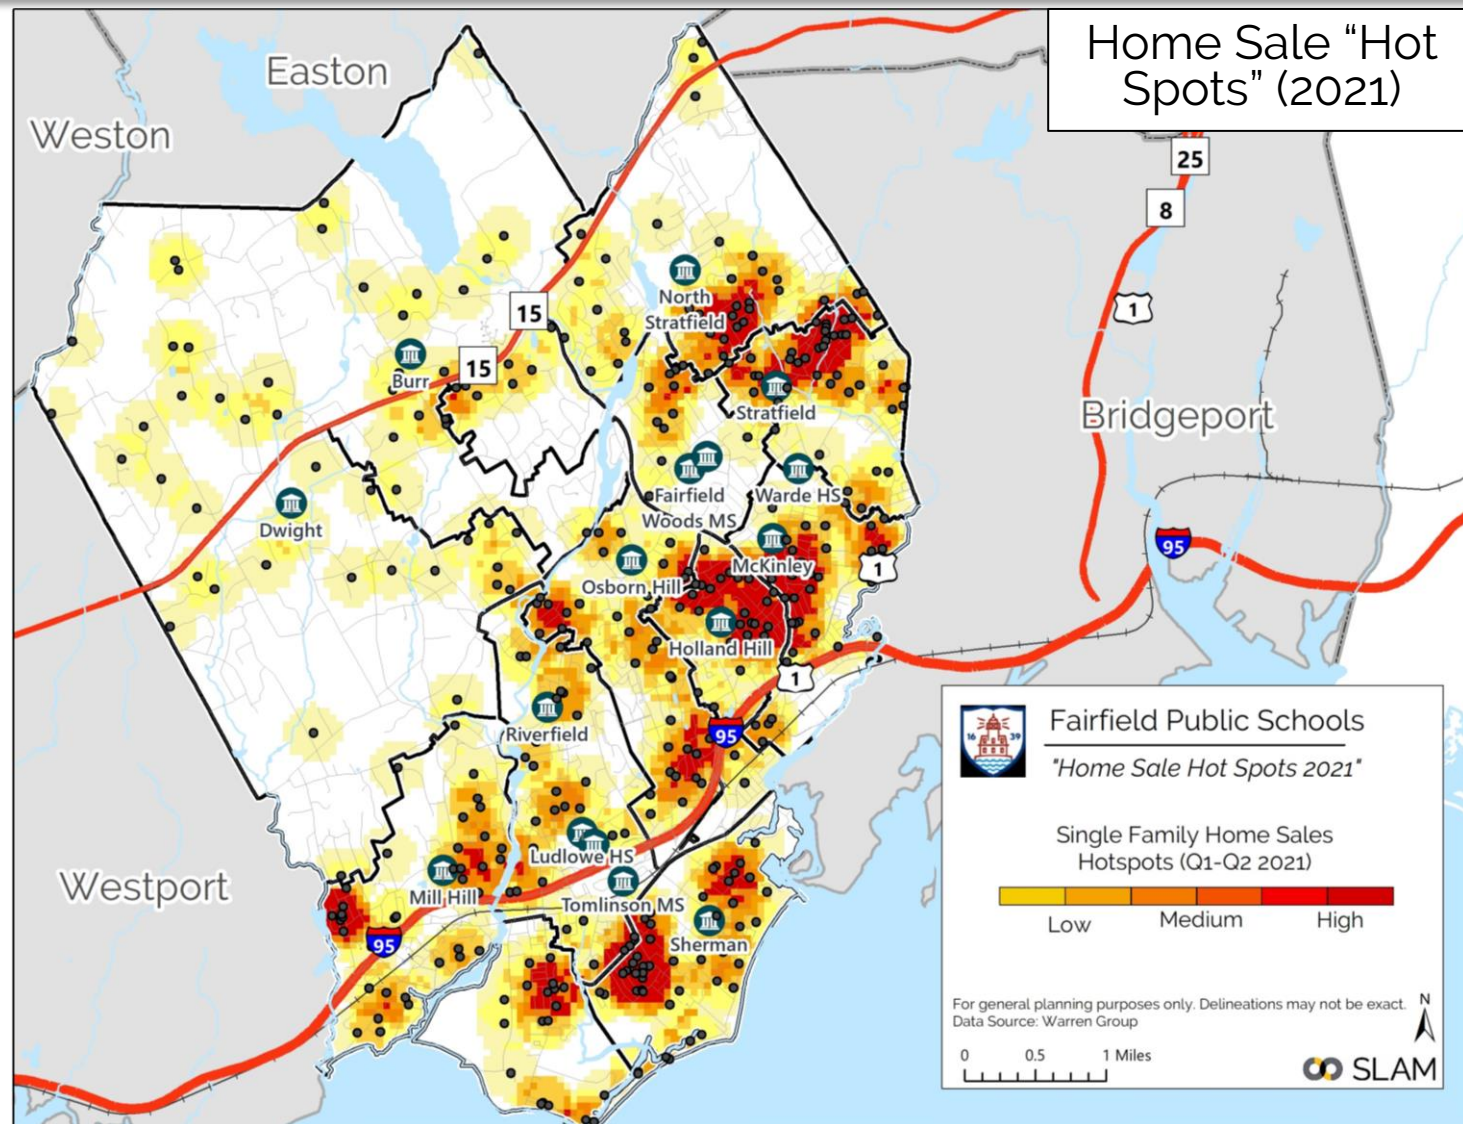 Home Sale “Hot
Spots” (2021)
Easton
Weston
25
8
1
North
Stratfield
15
15
Burr
Stratfield
Bridgeport
Fairfield
Woods MS
Warde HS
Dwight
McKinley
95
1
Osborn Hill
Holland Hill
1
Riverfield
95
Ludlowe HS
Westport
Mill Hill
Tomlinson MS
Sherman
95
16 39
Fairfield Public Schools
"Home Sale Hot Spots 2021"
Single Family Home Sales
Hotspots (Q1-Q2 2021)
Low Medium High
For general planning purposes only. Delineations may not be exact.
Data Source: Warren Group
N
0 0.5 1 Miles
SLAM